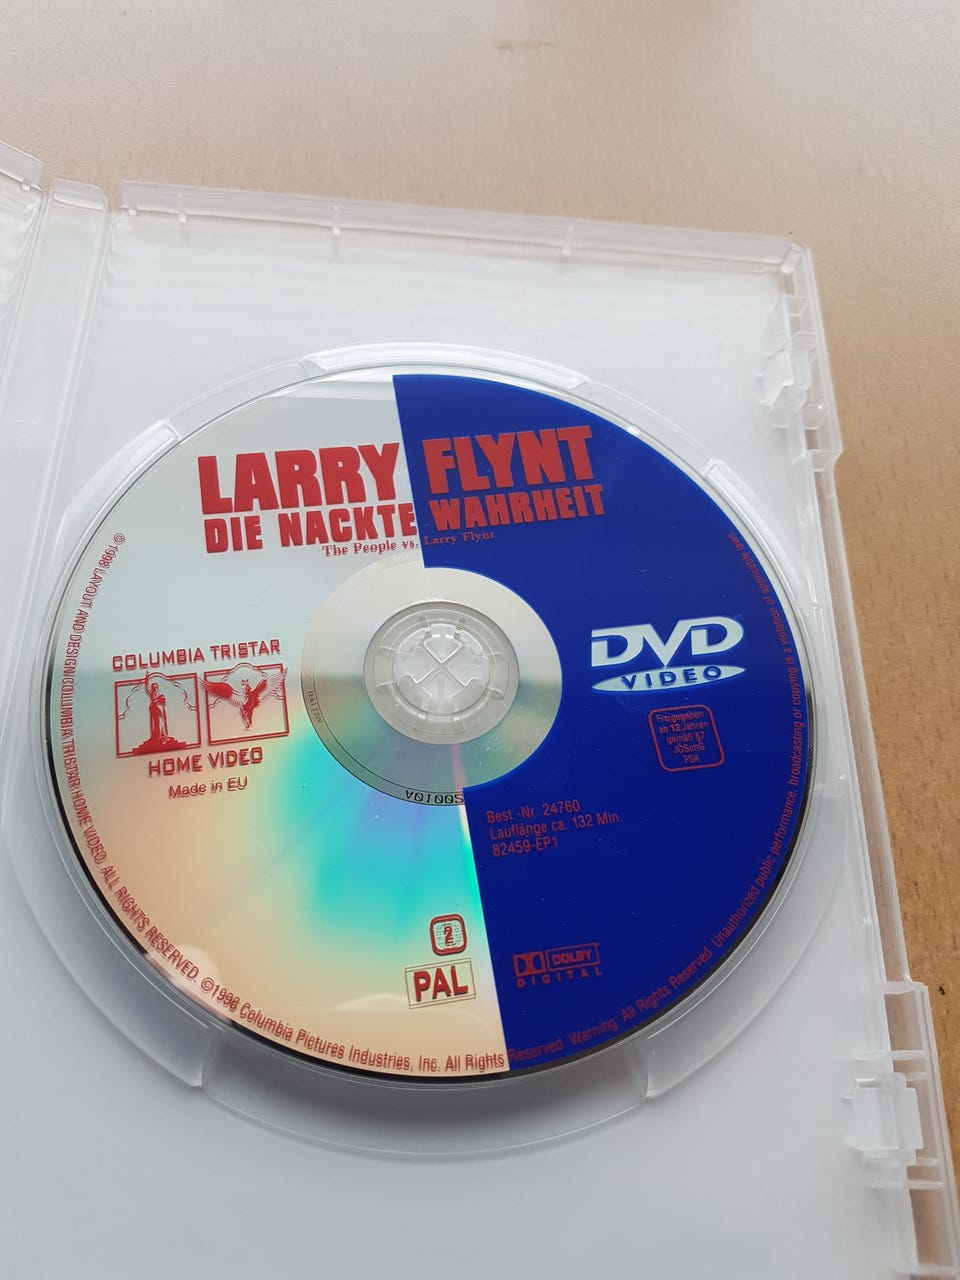 LARRY FLYNT
DIE NACKTE WAHRHEIT
The People vs. Larry Flynt
COLUMBIA TRISTAR
HOME VIDEO
Made in EU
DVD
VIDEO
Freigegeben
ab 12 Jahren
gemäß §7
JÖSchG
FSK
Best.-Nr. 24760
Lauflänge ca. 132 Min.
82459-EP1
2
PAL
DOLBY
DIGITAL
©1998 LAYOUT AND DESIGN COLUMBIA TRISTAR HOME VIDEO. ALL RIGHTS RESERVED. ©1996 Columbia Pictures Industries, Inc. All Rights Reserved. Warning: All Rights Reserved. Unauthorized public performance, broadcasting or copying is a violation of applicable laws.